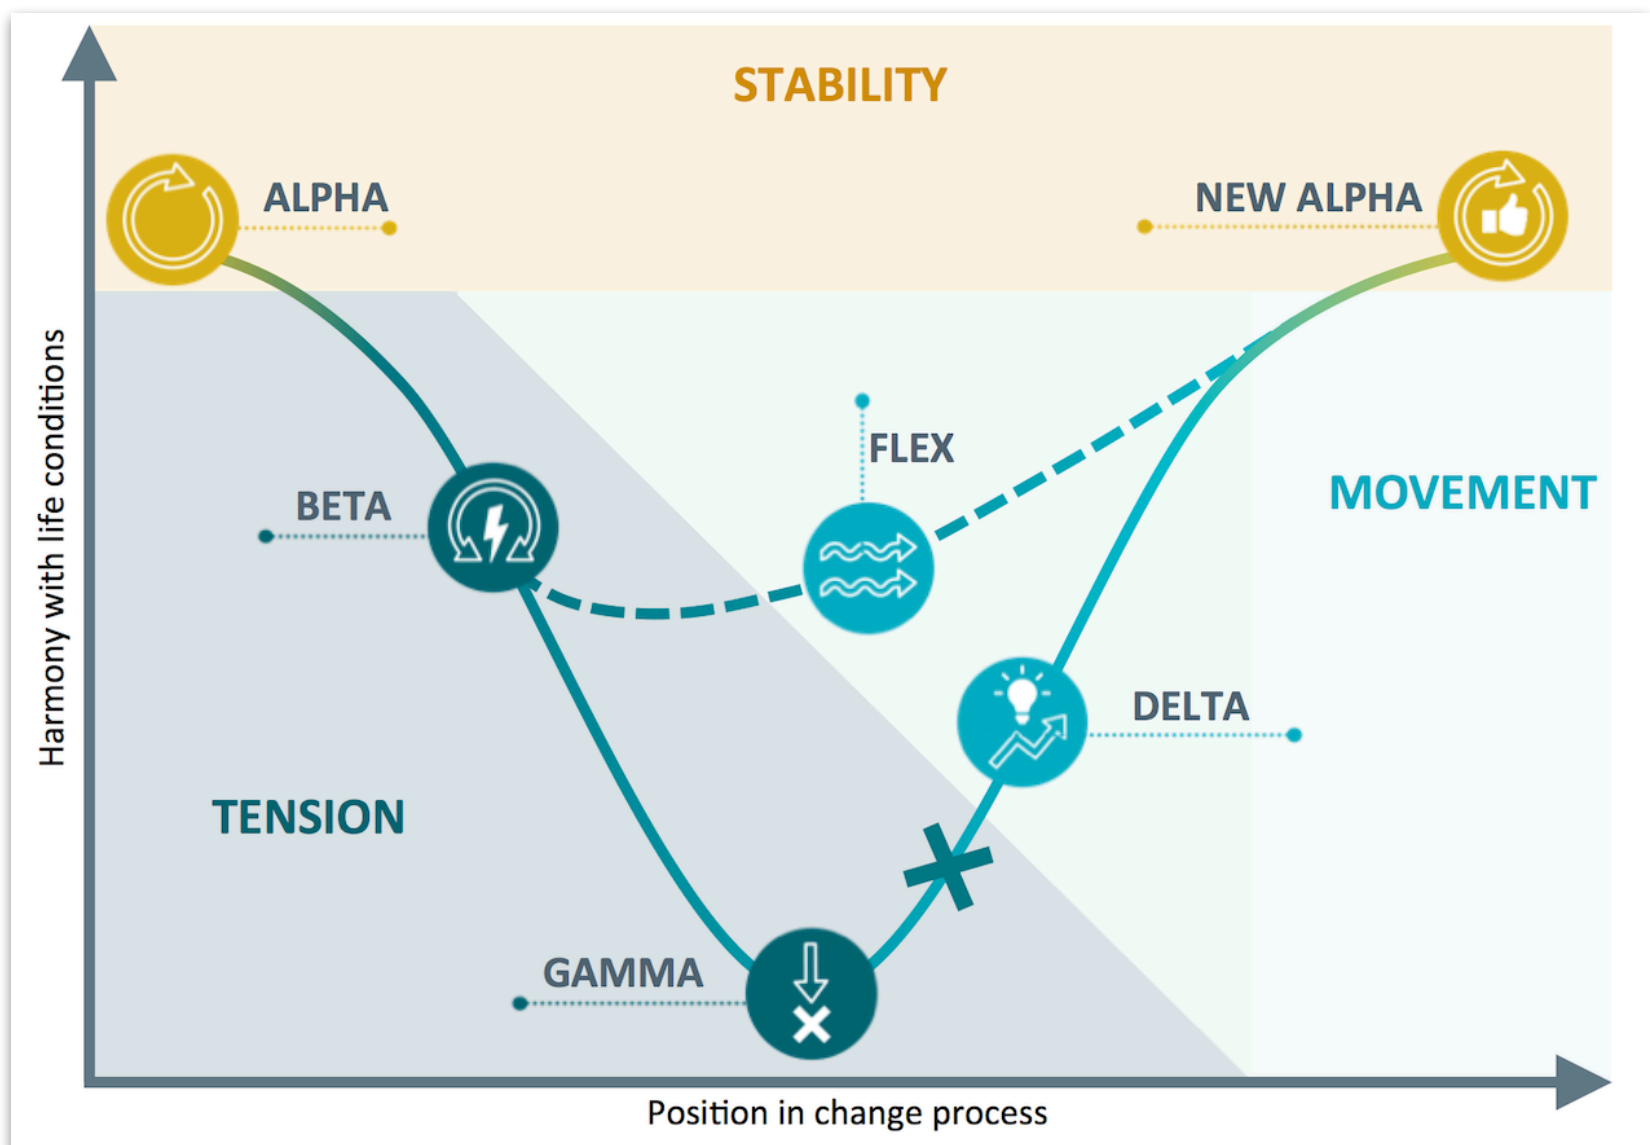 STABILITY
ALPHA
NEW ALPHA
FLEX
BETA
MOVEMENT
DELTA
TENSION
GAMMA
Harmony with life conditions
Position in change process